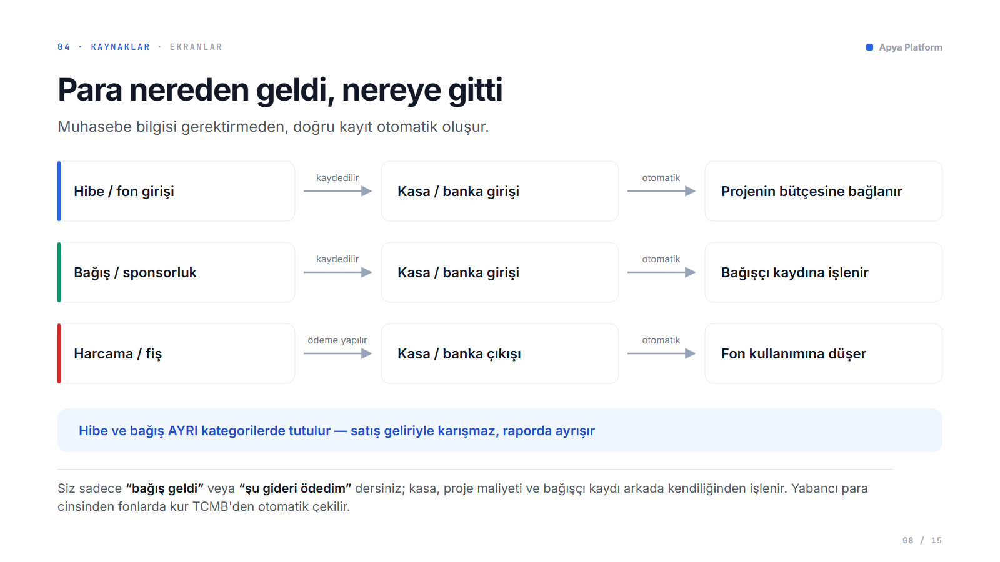 04 · KAYNAKLAR · EKRANLAR
Apya Platform
Para nereden geldi, nereye gitti
Muhasebe bilgisi gerektirmeden, doğru kayıt otomatik oluşur.
Hibe / fon girişi
kaydedilir
Kasa / banka girişi
otomatik
Projenin bütçesine bağlanır
Bağış / sponsorluk
kaydedilir
Kasa / banka girişi
otomatik
Bağışçı kaydına işlenir
Harcama / fiş
ödeme yapılır
Kasa / banka çıkışı
otomatik
Fon kullanımına düşer
Hibe ve bağış AYRI kategorilerde tutulur — satış geliriyle karışmaz, raporda ayrışır
Siz sadece “bağış geldi” veya “şu gideri ödedim” dersiniz; kasa, proje maliyeti ve bağışçı kaydı arkada kendiliğinden işlenir. Yabancı para
cinsinden fonlarda kur TCMB'den otomatik çekilir.
08 / 15